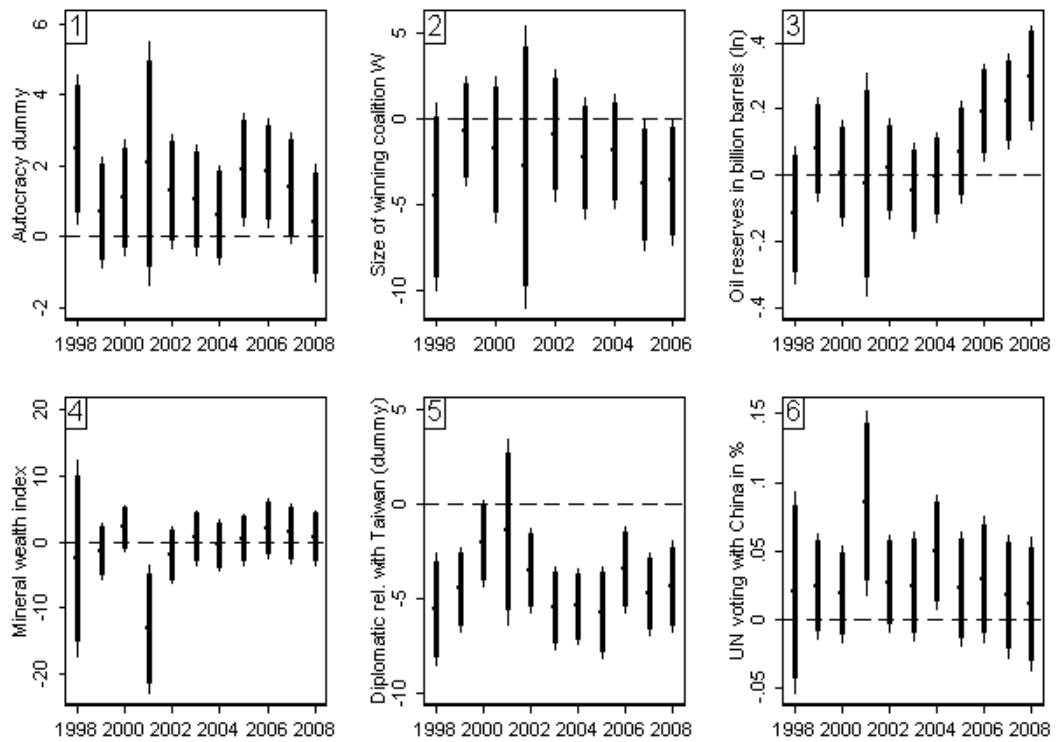 1
Autocracy dummy
6
4
2
0
-2
1998 2000 2002 2004 2006 2008
2
Size of winning coalition W
5
0
-5
-10
1998 2000 2002 2004 2006
3
Oil reserves in billion barrels (ln)
.4
.2
0
-.2
-.4
1998 2000 2002 2004 2006 2008
4
Mineral wealth index
20
10
0
-10
-20
1998 2000 2002 2004 2006 2008
5
Diplomatic rel. with Taiwan (dummy)
5
0
-5
-10
1998 2000 2002 2004 2006 2008
6
UN voting with China in %
.15
.1
.05
0
-.05
1998 2000 2002 2004 2006 2008